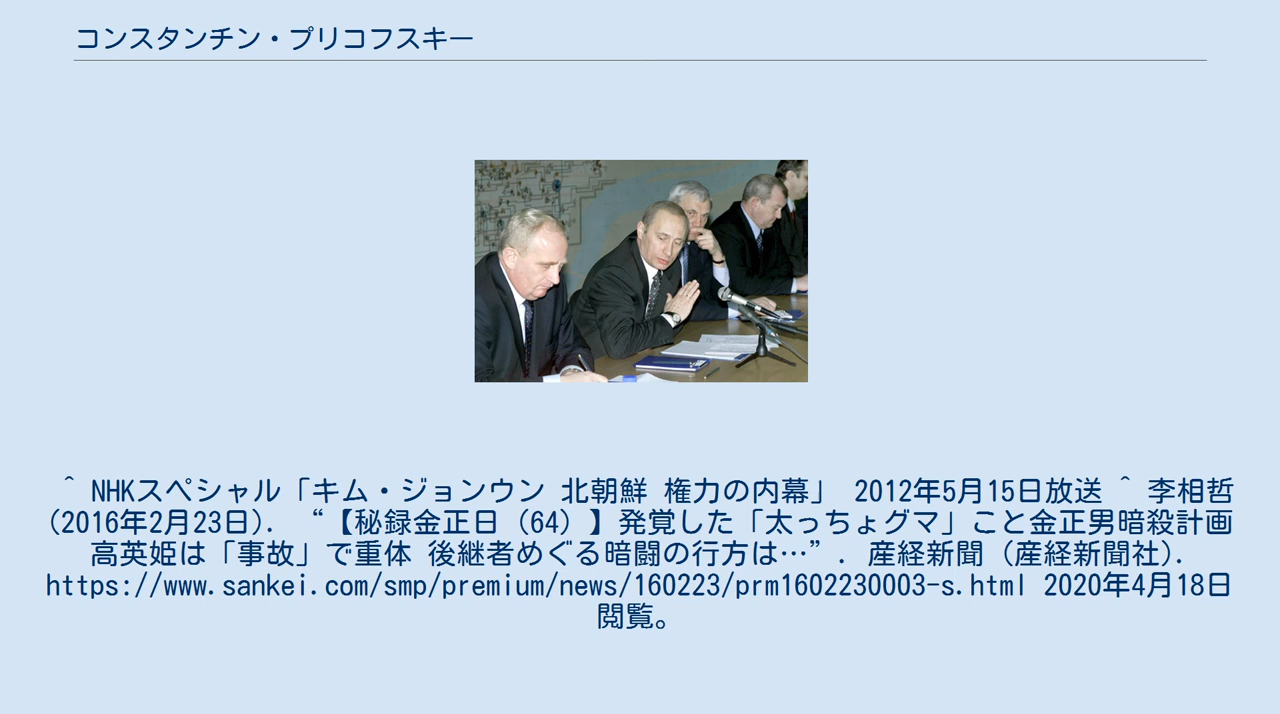 コンスタンチン・プリコフスキー
^ NHKスペシャル「キム・ジョンウン 北朝鮮 権力の内幕」 2012年5月15日放送 ^ 李相哲
(2016年2月23日). “【秘録金正日（64）】発覚した「太っちょグマ」こと金正男暗殺計画
高英姫は「事故」で重体 後継者めぐる暗闘の行方は…”. 産経新聞 (産経新聞社).
https://www.sankei.com/smp/premium/news/160223/prm1602230003-s.html 2020年4月18日
閲覧。